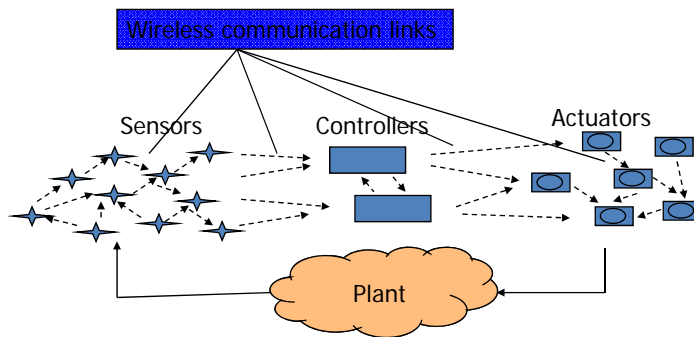 Wireless communication links
Sensors
Controllers
Actuators
Plant